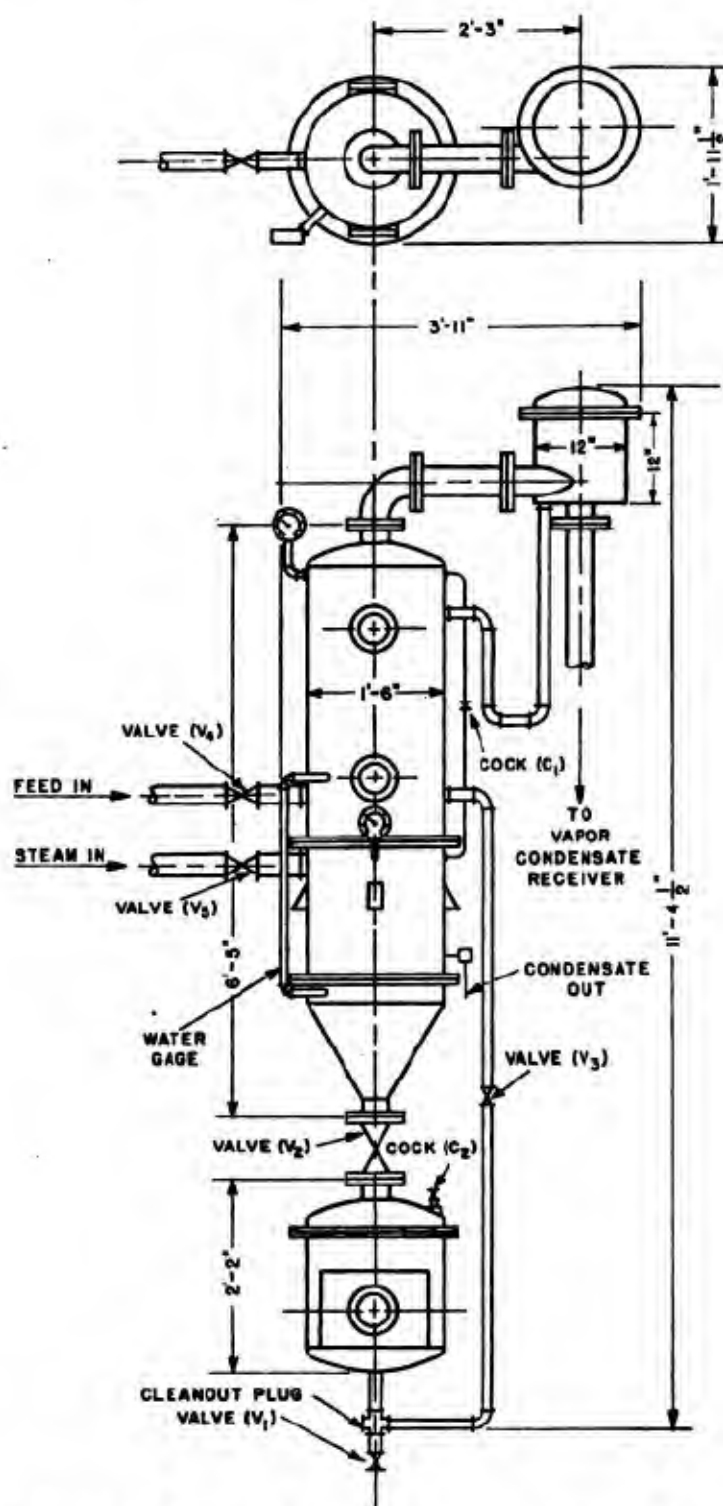 2'-3"
1'-11 1/8"
3'-11"
12"
12"
1'-6"
VALVE (V4)
COCK (C1)
FEED IN
TO
VAPOR
CONDENSATE
RECEIVER
STEAM IN
VALVE (V5)
11'-4 1/2"
6'-5"
CONDENSATE
OUT
WATER
GAGE
VALVE (V3)
VALVE (V2)
COCK (C2)
2'-2"
CLEANOUT PLUG
VALVE (V1)